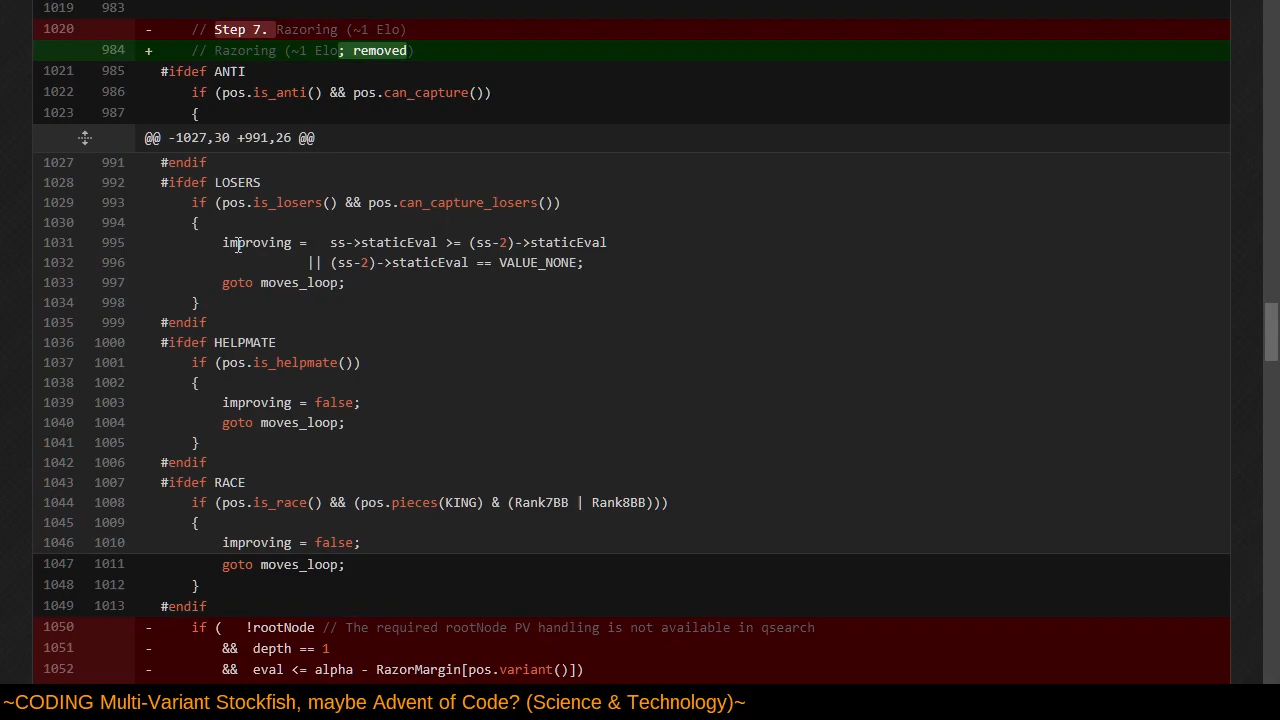 1019 983
1020 - // Step 7. Razoring (~1 Elo)
984 + // Razoring (~1 Elo; removed)
1021 985 #ifdef ANTI
1022 986 if (pos.is_anti() && pos.can_capture())
1023 987 {
@@ -1027,30 +991,26 @@
1027 991 #endif
1028 992 #ifdef LOSERS
1029 993 if (pos.is_losers() && pos.can_capture_losers())
1030 994 {
1031 995 improving =   ss->staticEval >= (ss-2)->staticEval
1032 996 || (ss-2)->staticEval == VALUE_NONE;
1033 997 goto moves_loop;
1034 998 }
1035 999 #endif
1036 1000 #ifdef HELPMATE
1037 1001 if (pos.is_helpmate())
1038 1002 {
1039 1003 improving = false;
1040 1004 goto moves_loop;
1041 1005 }
1042 1006 #endif
1043 1007 #ifdef RACE
1044 1008 if (pos.is_race() && (pos.pieces(KING) & (Rank7BB | Rank8BB)))
1045 1009 {
1046 1010 improving = false;
1047 1011 goto moves_loop;
1048 1012 }
1049 1013 #endif
1050 - if (   !rootNode // The required rootNode PV handling is not available in qsearch
1051 - &&  depth == 1
1052 - &&  eval <= alpha - RazorMargin[pos.variant()])
~CODING Multi-Variant Stockfish, maybe Advent of Code? (Science & Technology)~